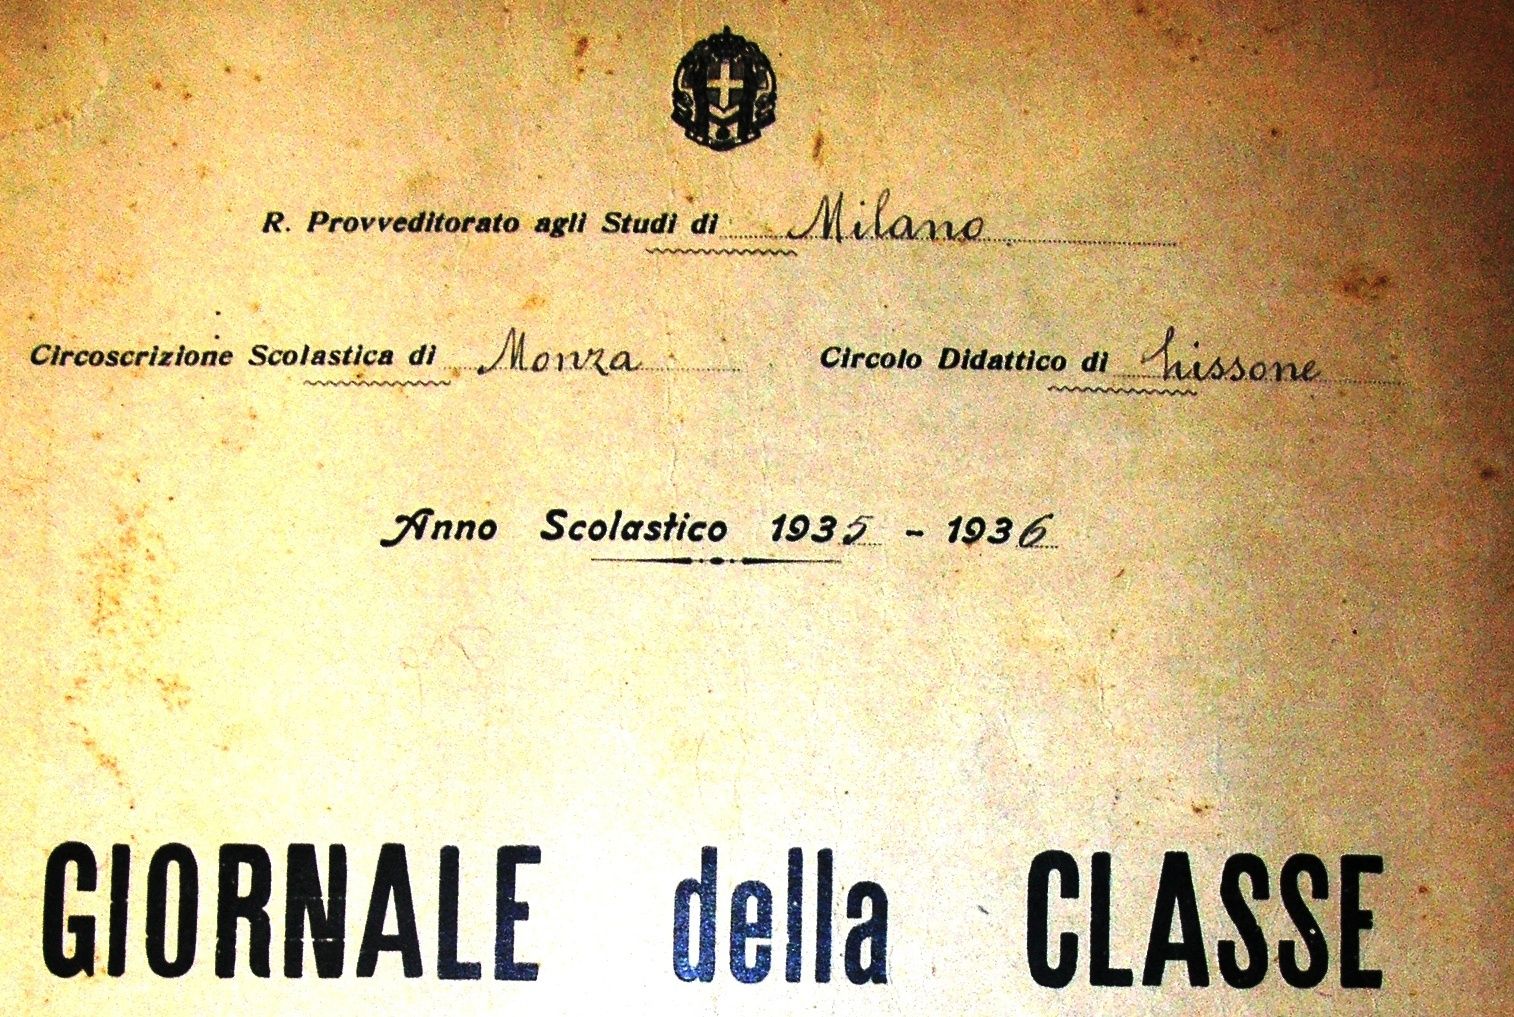 R. Provveditorato agli Studi di Milano
Circoscrizione Scolastica di Monza Circolo Didattico di Lissone
Anno Scolastico 1935 - 1936
GIORNALE della CLASSE